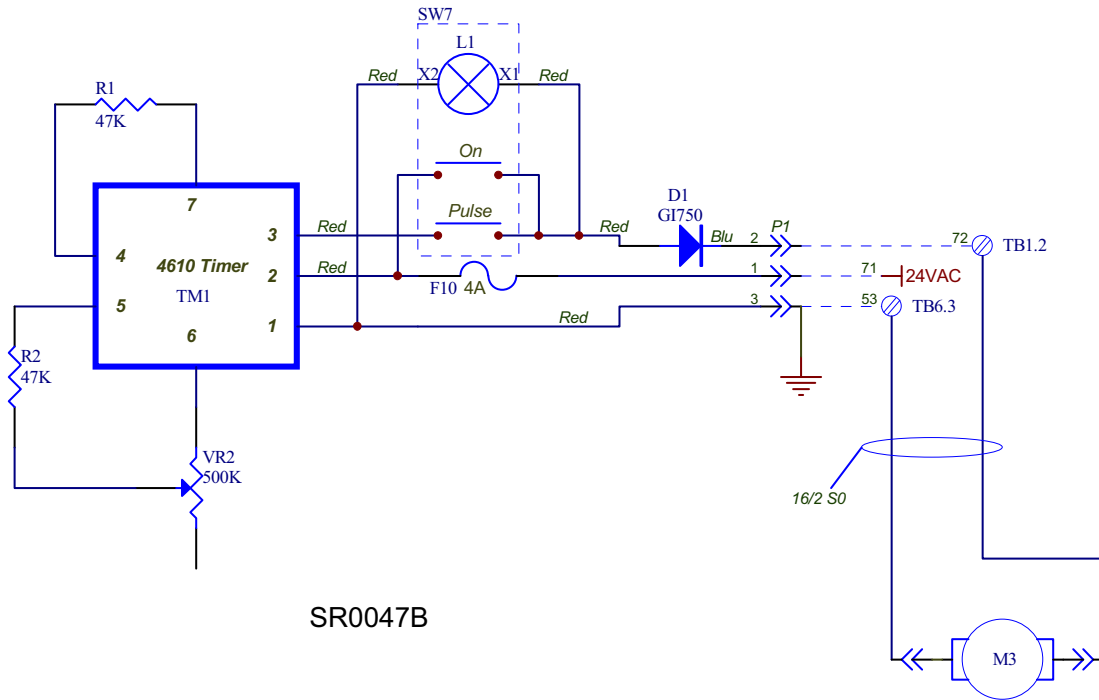 SW7
L1
Red
X2
X1
Red
R1
47K
On
Pulse
7
D1
GI750
P1
Red
3
Red
Blu
2
72
TB1.2
4
4610 Timer
Red
2
F10
4A
1
71
24VAC
TM1
5
6
1
Red
3
53
TB6.3
R2
47K
VR2
500K
16/2 S0
SR0047B
M3